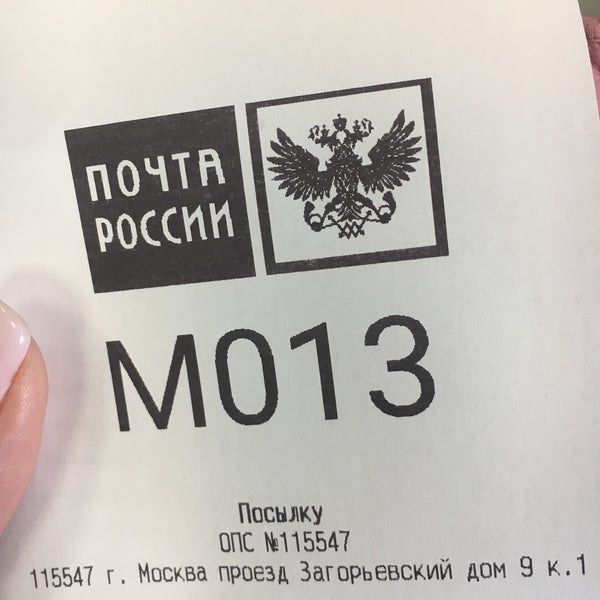 ПОЧТА
РОССИИ
М013
Посылку
ОПС №115547
115547 г. Москва проезд Загорьевский дом 9 к.1